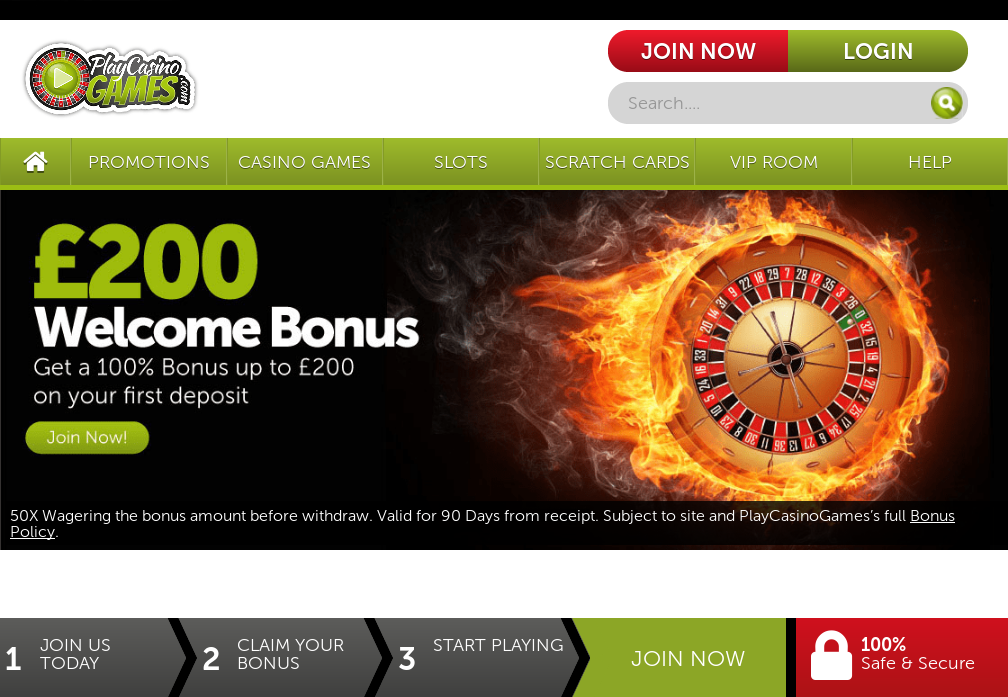 PlayCasino
GAMES.com
JOIN NOW
LOGIN
Search....
PROMOTIONS
CASINO GAMES
SLOTS
SCRATCH CARDS
VIP ROOM
HELP
£200
Welcome Bonus
Get a 100% Bonus up to £200
on your first deposit
Join Now!
50X Wagering the bonus amount before withdraw. Valid for 90 Days from receipt. Subject to site and PlayCasinoGames’s full Bonus
Policy.
1 JOIN US
TODAY
2 CLAIM YOUR
BONUS
3 START PLAYING
JOIN NOW
100%
Safe & Secure